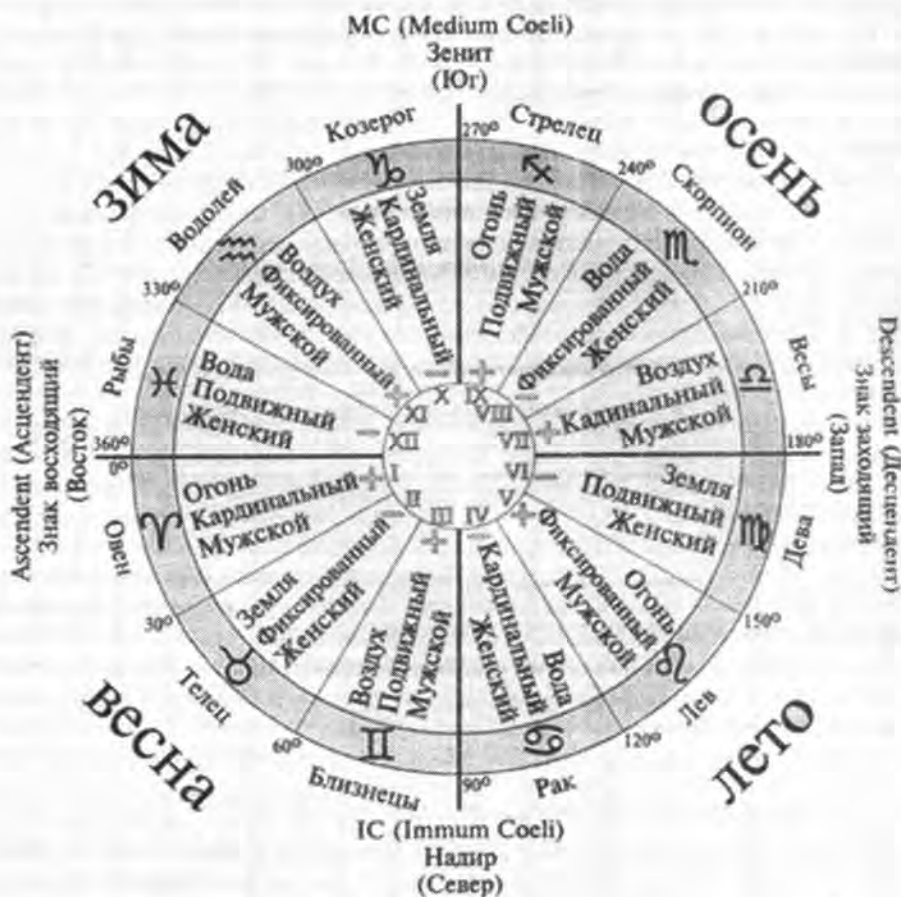 MC (Medium Coeli)
Зенит
(Юг)
зима
осень
Козерог
270°
Стрелец
300°
240°
Водолей
Скорпион
♑
♐
Земля
Кардинальный
Женский
Огонь
Подвижный
Мужской
♒
♏
Воздух
Фиксированный
Мужской
Вода
Фиксированный
Женский
330°
210°
Рыбы
Весы
♓
♎
Вода
Подвижный
Женский
Воздух
Кадинальный
Мужской
− + + − − +
X IX
XI VIII
XII VII
I VI
II V
III IV
+ − − + + −
Ascendent (Асцендент)
Знак восходящий
(Восток)
Descendent (Десцендент)
Знак заходящий
(Запад)
360°
0°
180°
Овен
Дева
♈
♍
Огонь
Кардинальный
Мужской
Земля
Подвижный
Женский
30°
150°
Земля
Фиксированный
Женский
Огонь
Фиксированный
Мужской
♉
♌
Телец
Лев
Воздух
Подвижный
Мужской
Вода
Кардинальный
Женский
♊
♋
60°
120°
Близнецы
90°
Рак
весна
лето
IC (Immum Coeli)
Надир
(Север)